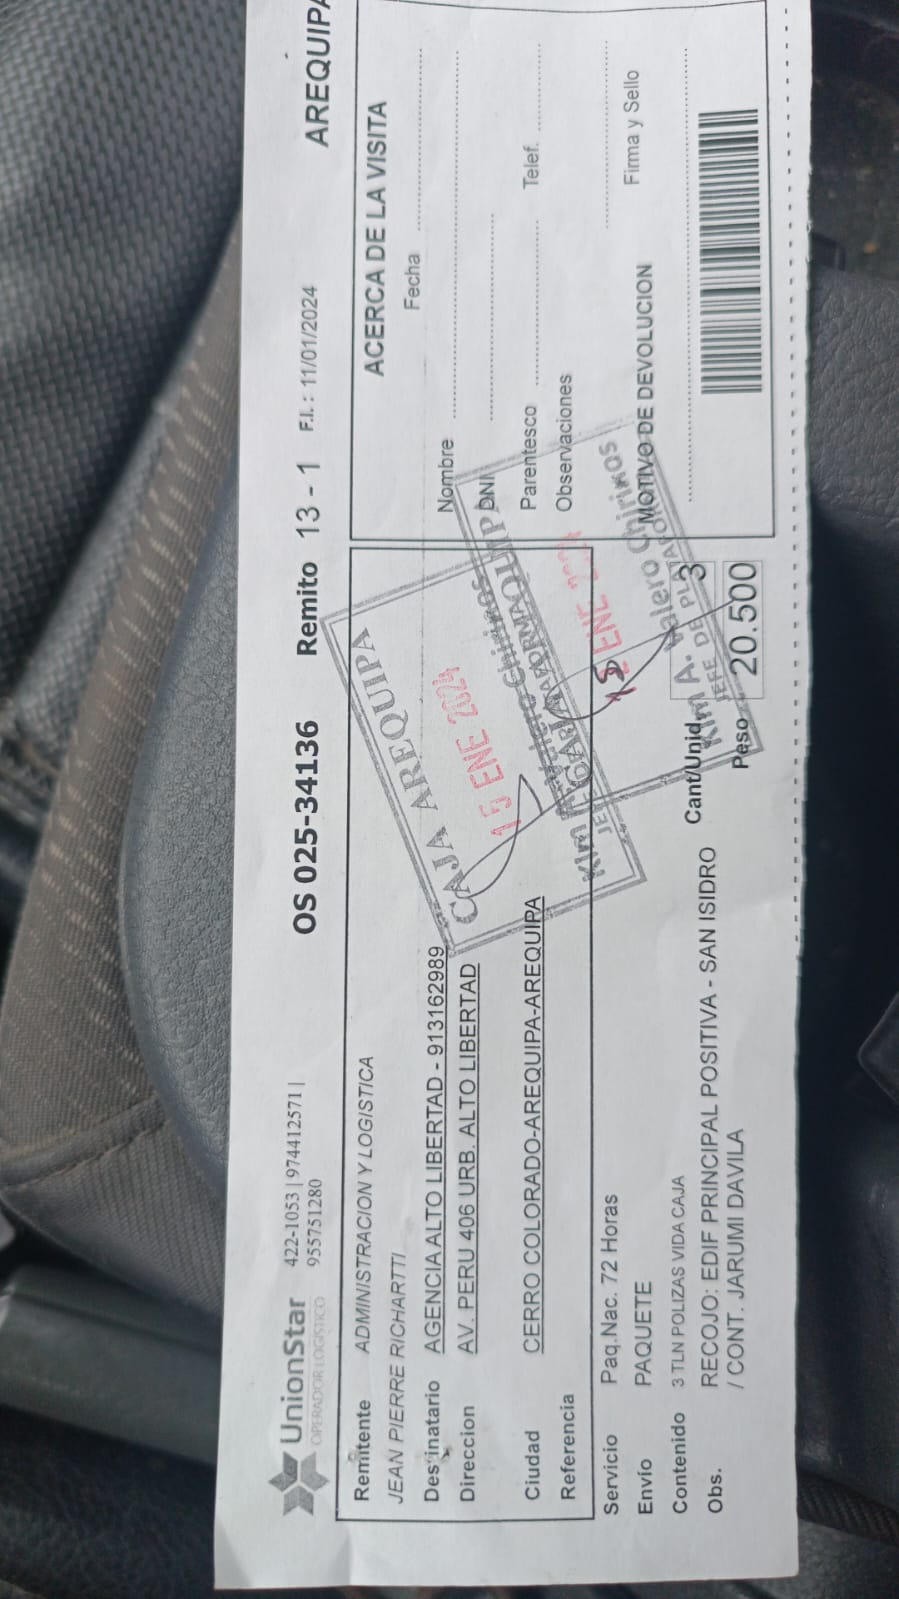 UnionStar
OPERADOR LOGÍSTICO
422-1053 | 974412571 |
955751280
OS 025-34136 Remito 13 - 1 F.I. : 11/01/2024 AREQUIPA
Remitente ADMINISTRACION Y LOGISTICA
JEAN PIERRE RICHARTTI
Destinatario AGENCIA ALTO LIBERTAD - 913162989
Direccion AV. PERU 406 URB. ALTO LIBERTAD
Ciudad CERRO COLORADO-AREQUIPA-AREQUIPA
Referencia
Servicio Paq.Nac. 72 Horas
Envío PAQUETE
Contenido 3 TLN POLIZAS VIDA CAJA
Obs. RECOJO: EDIF PRINCIPAL POSITIVA - SAN ISIDRO
/ CONT. JARUMI DAVILA
Cant/Unid. 3
Peso 20.500
CAJA AREQUIPA
15 ENE 2024
Kim A. Valero Chirinos
JEFE DE PLATAFORMA
ACERCA DE LA VISITA
Fecha
Nombre
DNI
Parentesco Telef.
Observaciones
Firma y Sello
MOTIVO DE DEVOLUCION